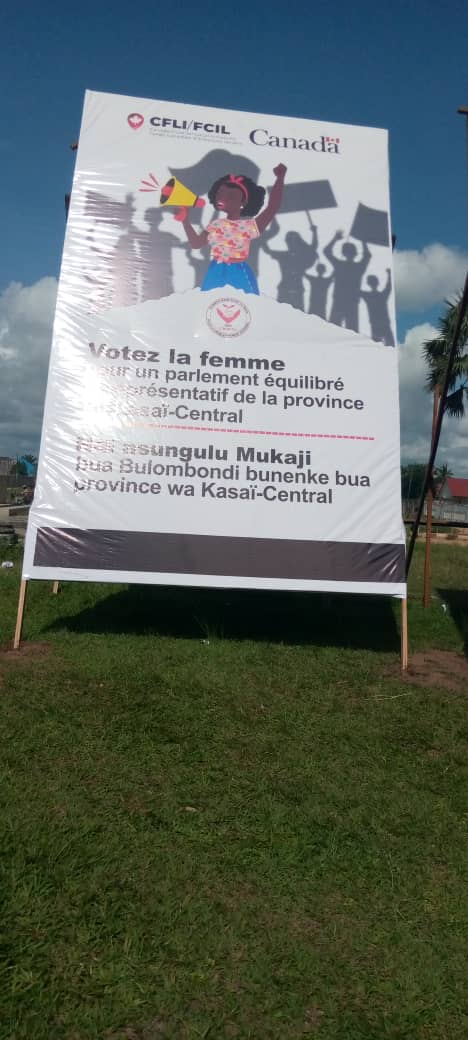 CFLI/FCIL
Canada
Votez la femme
pour un parlement équilibré
représentatif de la province
Kasaï-Central
nsungulu Mukaji
bua Bulombondi bunenke bua
province wa Kasaï-Central